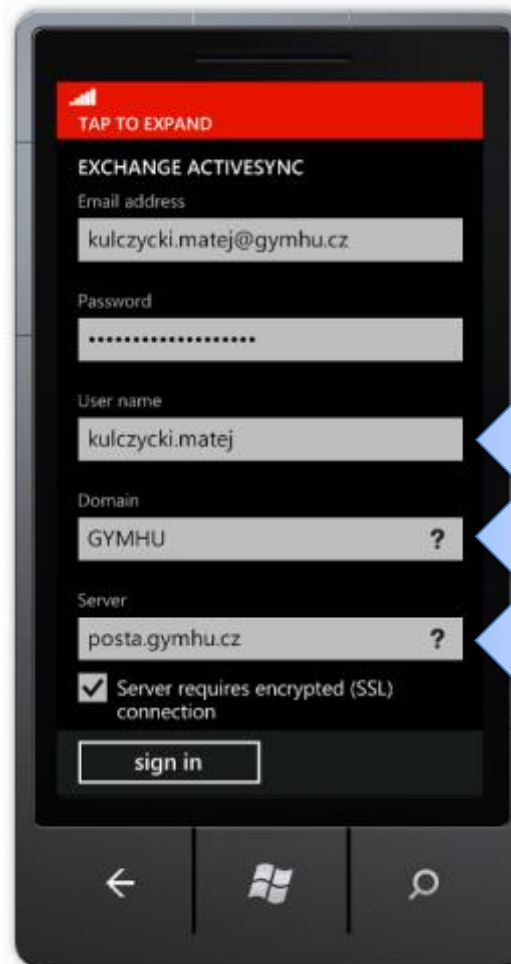 TAP TO EXPAND
EXCHANGE ACTIVESYNC
Email address
kulczycki.matej@gymhu.cz
Password
•••••••••••••••••••
User name
kulczycki.matej
Domain
GYMHU ?
Server
posta.gymhu.cz ?
Server requires encrypted (SSL)
connection
sign in